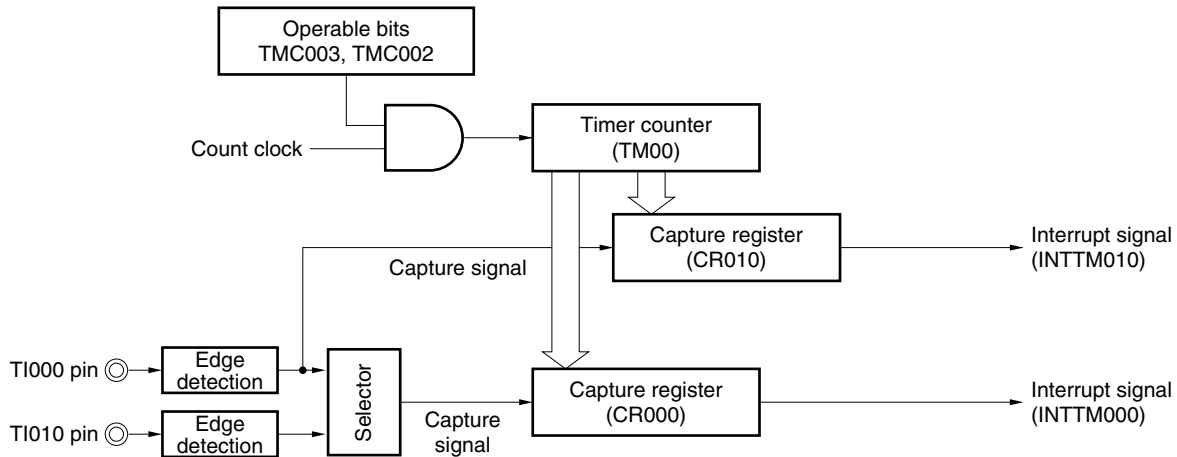 Operable bits
TMC003, TMC002
Count clock
Timer counter
(TM00)
Capture register
(CR010)
Interrupt signal
(INTTM010)
Capture signal
TI000 pin
Edge
detection
Selector
Capture register
(CR000)
Interrupt signal
(INTTM000)
TI010 pin
Edge
detection
Capture
signal